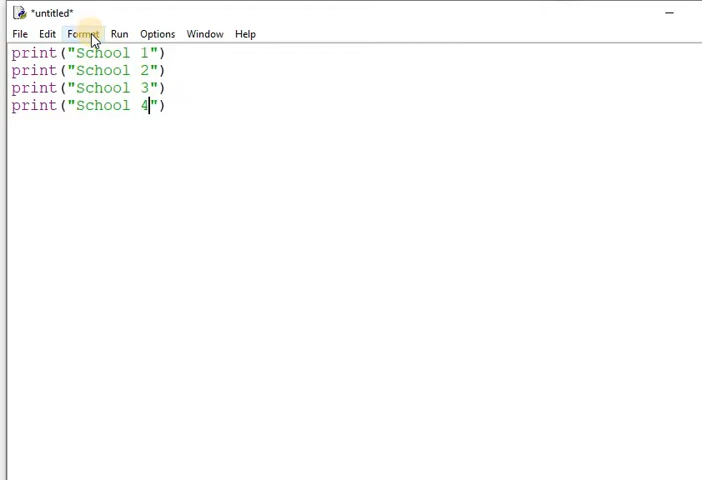 *untitled*
File Edit Format Run Options Window Help
print("School 1")
print("School 2")
print("School 3")
print("School 4")